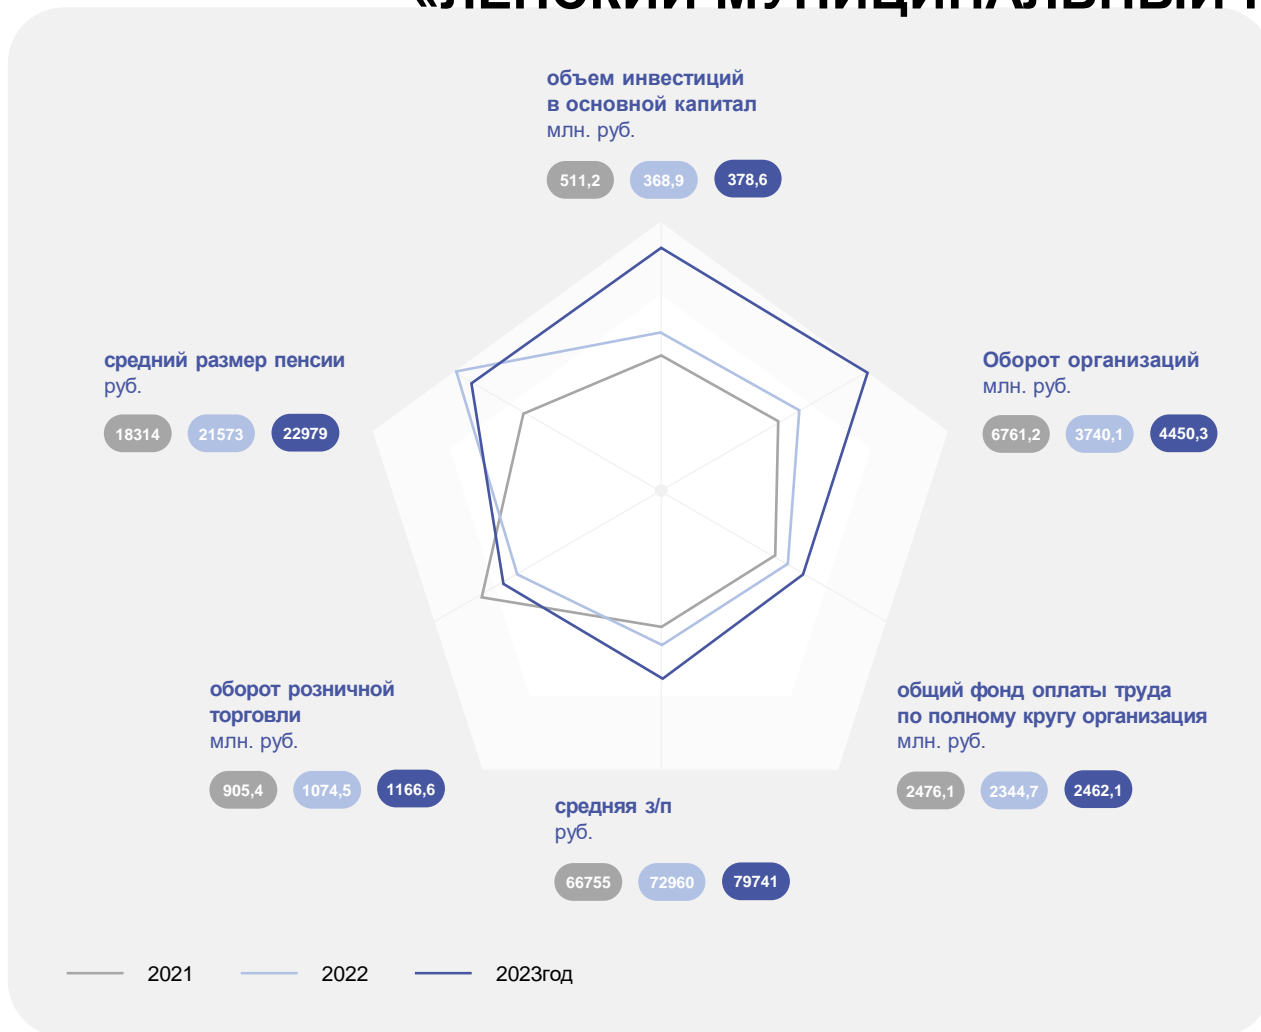 «ЛЕНСКИЙ МУНИЦИПАЛЬНЫЙ
объем инвестиций
в основной капитал
млн. руб.
511,2 368,9 378,6
средний размер пенсии
руб.
18314 21573 22979
Оборот организаций
млн. руб.
6761,2 3740,1 4450,3
оборот розничной
торговли
млн. руб.
905,4 1074,5 1166,6
общий фонд оплаты труда
по полному кругу организация
млн. руб.
2476,1 2344,7 2462,1
средняя з/п
руб.
66755 72960 79741
2021 2022 2023год